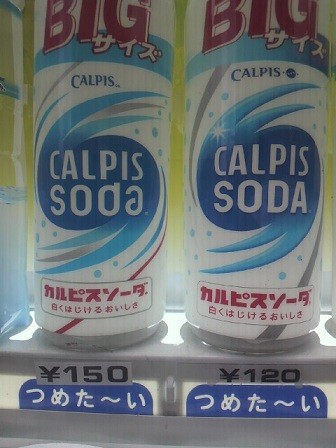 BIG
サイズ
CALPIS
CALPIS
SODA
カルピスソーダ
白くはじけるおいしさ
¥150
つめた〜い
BIG
サイズ
CALPIS
CALPIS
SODA
カルピスソーダ
白くはじけるおいしさ
¥120
つめた〜い